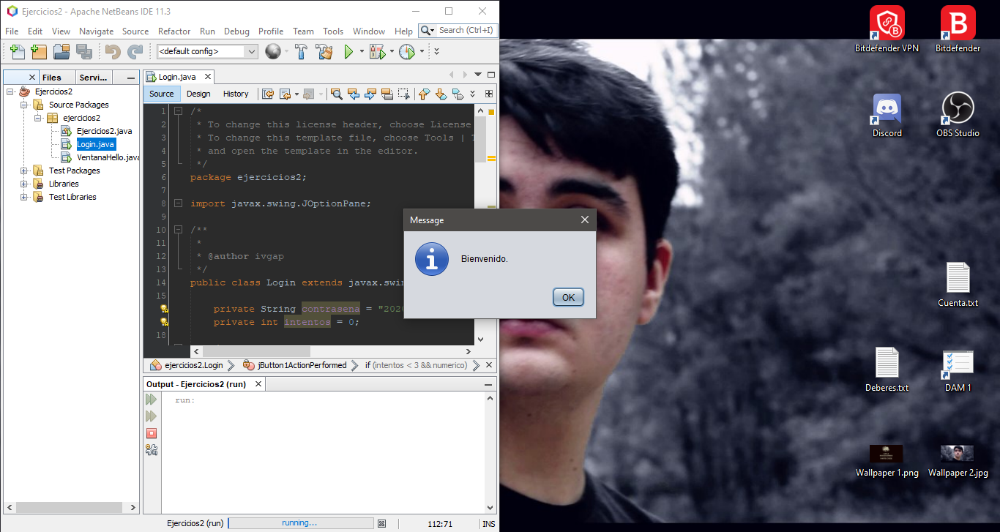 Ejercicios2 - Apache NetBeans IDE 11.3
File Edit View Navigate Source Refactor Run Debug Profile Team Tools Window Help Search (Ctrl+I)
<default config>
Files Servi...
Ejercicios2
Source Packages
ejercicios2
Ejercicios2.java
Login.java
VentanaHello.java
Test Packages
Libraries
Test Libraries
Login.java
Source Design History
1 /*
2 * To change this license header, choose License
3 * To change this template file, choose Tools |
4 * and open the template in the editor.
5 */
6 package ejercicios2;
7
8 import javax.swing.JOptionPane;
9
10 /**
11 *
12 * @author ivgap
13 */
14 public class Login extends javax.swin
15
private String contrasena = "2020
private int intentos = 0;
18
ejercicios2.Login jButton1ActionPerformed if (intentos < 3 && numerico)
Output - Ejercicios2 (run)
run:
Ejercicios2 (run) running... 112:71 INS
Message
Bienvenido.
OK
Bitdefender VPN
Bitdefender
Discord
OBS Studio
Cuenta.txt
Deberes.txt
DAM 1
Wallpaper 1.png
Wallpaper 2.jpg